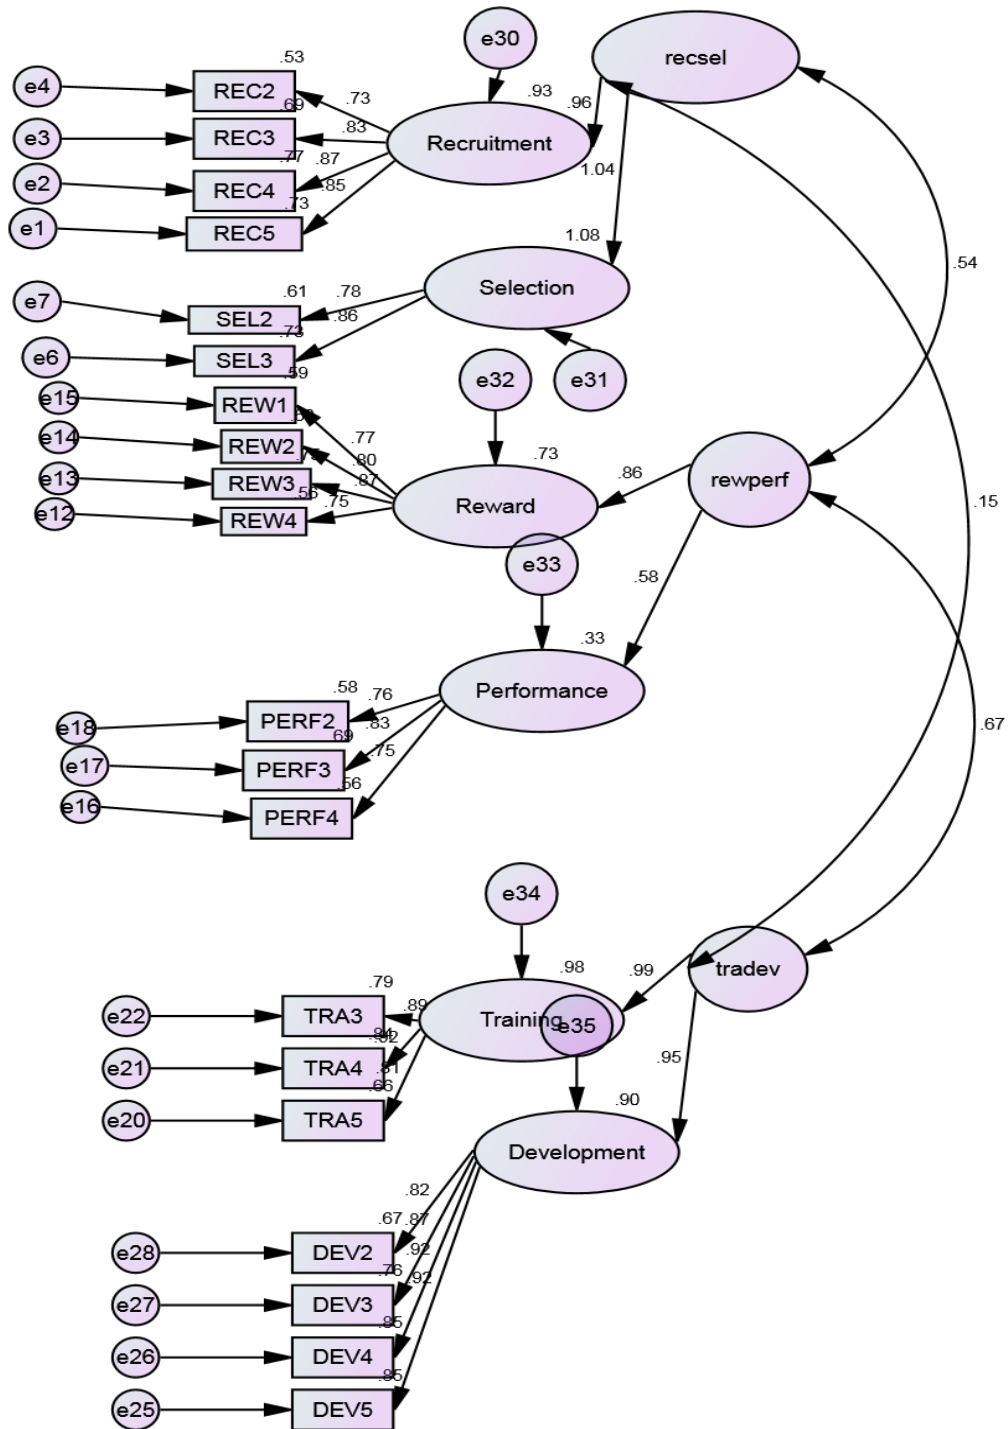 e30
recsel
.53
e4
REC2
.73
.93
.96
.69
e3
REC3
.83
Recruitment
.77
.87
1.04
e2
REC4
.85
.73
e1
REC5
1.08
.54
e7
.61
.78
Selection
SEL2
.86
.73
e6
SEL3
.59
e32
e31
e15
REW1
e14
REW2
.77
.80
.73
.75
e13
REW3
.87
.86
rewperf
.56
.75
Reward
e12
REW4
.15
e33
.58
.33
.58
.76
Performance
e18
PERF2
.83
.69
.67
e17
PERF3
.75
.56
e16
PERF4
e34
.79
.98
.99
tradev
e22
TRA3
.89
Training
e35
e21
TRA4
.81
.66
.95
e20
TRA5
.90
Development
.82
.67
.87
e28
DEV2
.92
.76
.92
e27
DEV3
.85
e26
DEV4
.85
e25
DEV5